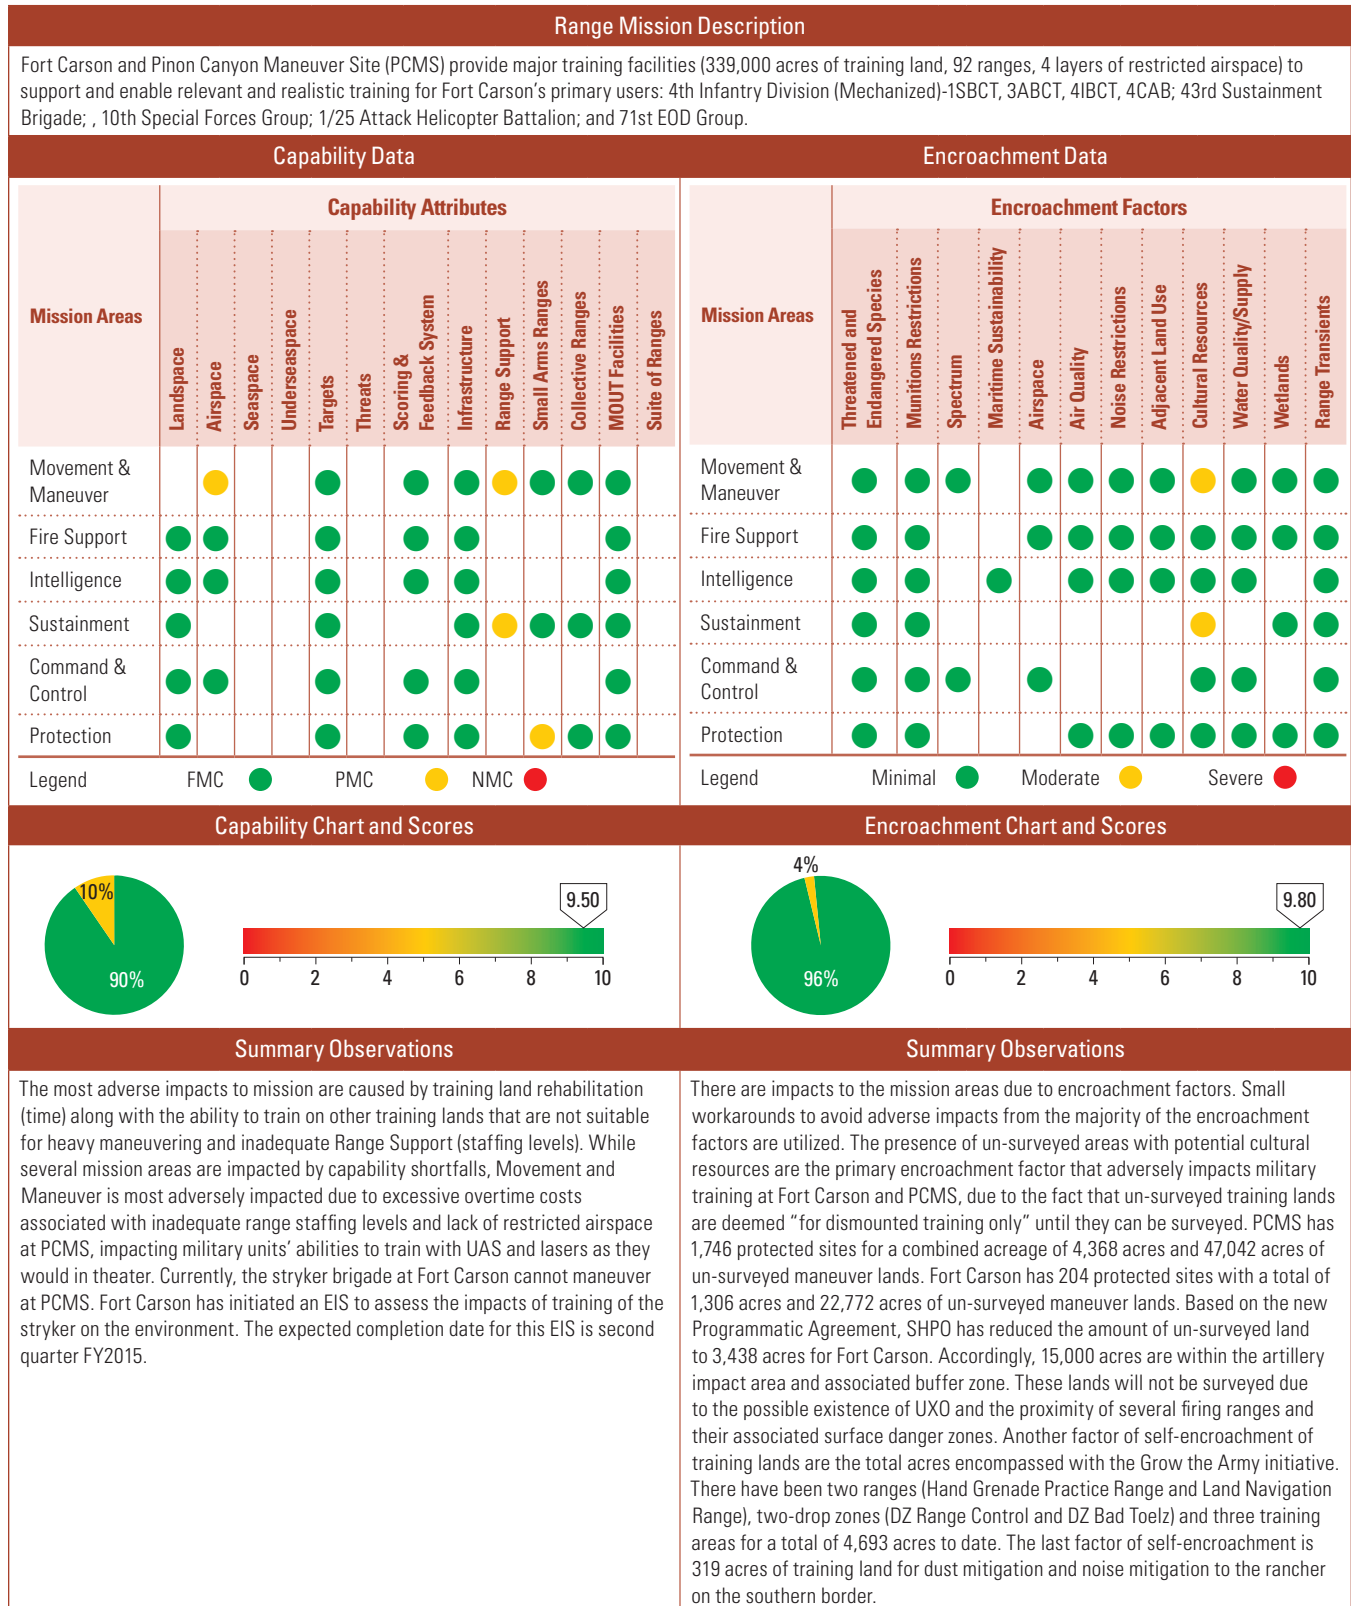 Range Mission Description
Fort Carson and Pinon Canyon Maneuver Site (PCMS) provide major training facilities (339,000 acres of training land, 92 ranges, 4 layers of restricted airspace) to
support and enable relevant and realistic training for Fort Carson's primary users: 4th Infantry Division (Mechanized)-1SBCT, 3ABCT, 4IBCT, 4CAB; 43rd Sustainment
Brigade; , 10th Special Forces Group; 1/25 Attack Helicopter Battalion; and 71st EOD Group.
Capability Data
Mission Areas
Capability Attributes
Landspace
Airspace
Seaspace
Underseaspace
Targets
Threats
Scoring &
Feedback System
Infrastructure
Range Support
Small Arms Ranges
Collective Ranges
MOUT Facilities
Suite of Ranges
Movement &
Maneuver
Fire Support
Intelligence
Sustainment
Command &
Control
Protection
Legend FMC PMC NMC
Encroachment Data
Mission Areas
Encroachment Factors
Threatened and
Endangered Species
Munitions Restrictions
Spectrum
Maritime Sustainability
Airspace
Air Quality
Noise Restrictions
Adjacent Land Use
Cultural Resources
Water Quality/Supply
Wetlands
Range Transients
Movement &
Maneuver
Fire Support
Intelligence
Sustainment
Command &
Control
Protection
Legend Minimal Moderate Severe
Capability Chart and Scores
10%
90%
9.50
0 2 4 6 8 10
Encroachment Chart and Scores
4%
96%
9.80
0 2 4 6 8 10
Summary Observations
The most adverse impacts to mission are caused by training land rehabilitation
(time) along with the ability to train on other training lands that are not suitable
for heavy maneuvering and inadequate Range Support (staffing levels). While
several mission areas are impacted by capability shortfalls, Movement and
Maneuver is most adversely impacted due to excessive overtime costs
associated with inadequate range staffing levels and lack of restricted airspace
at PCMS, impacting military units' abilities to train with UAS and lasers as they
would in theater. Currently, the stryker brigade at Fort Carson cannot maneuver
at PCMS. Fort Carson has initiated an EIS to assess the impacts of training of the
stryker on the environment. The expected completion date for this EIS is second
quarter FY2015.
Summary Observations
There are impacts to the mission areas due to encroachment factors. Small
workarounds to avoid adverse impacts from the majority of the encroachment
factors are utilized. The presence of un-surveyed areas with potential cultural
resources are the primary encroachment factor that adversely impacts military
training at Fort Carson and PCMS, due to the fact that un-surveyed training lands
are deemed "for dismounted training only" until they can be surveyed. PCMS has
1,746 protected sites for a combined acreage of 4,368 acres and 47,042 acres of
un-surveyed maneuver lands. Fort Carson has 204 protected sites with a total of
1,306 acres and 22,772 acres of un-surveyed maneuver lands. Based on the new
Programmatic Agreement, SHPO has reduced the amount of un-surveyed land
to 3,438 acres for Fort Carson. Accordingly, 15,000 acres are within the artillery
impact area and associated buffer zone. These lands will not be surveyed due
to the possible existence of UXO and the proximity of several firing ranges and
their associated surface danger zones. Another factor of self-encroachment of
training lands are the total acres encompassed with the Grow the Army initiative.
There have been two ranges (Hand Grenade Practice Range and Land Navigation
Range), two-drop zones (DZ Range Control and DZ Bad Toelz) and three training
areas for a total of 4,693 acres to date. The last factor of self-encroachment is
319 acres of training land for dust mitigation and noise mitigation to the rancher
on the southern border.